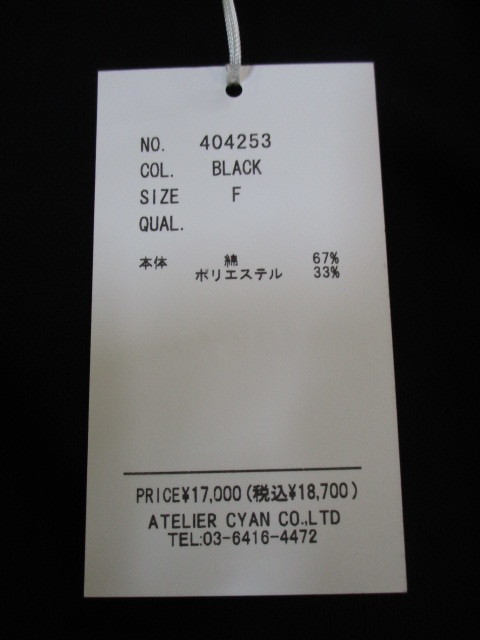 NO. 404253
COL. BLACK
SIZE F
QUAL.
本体 綿 67%
ポリエステル 33%
PRICE¥17,000(税込¥18,700)
ATELIER CYAN CO.,LTD
TEL:03-6416-4472